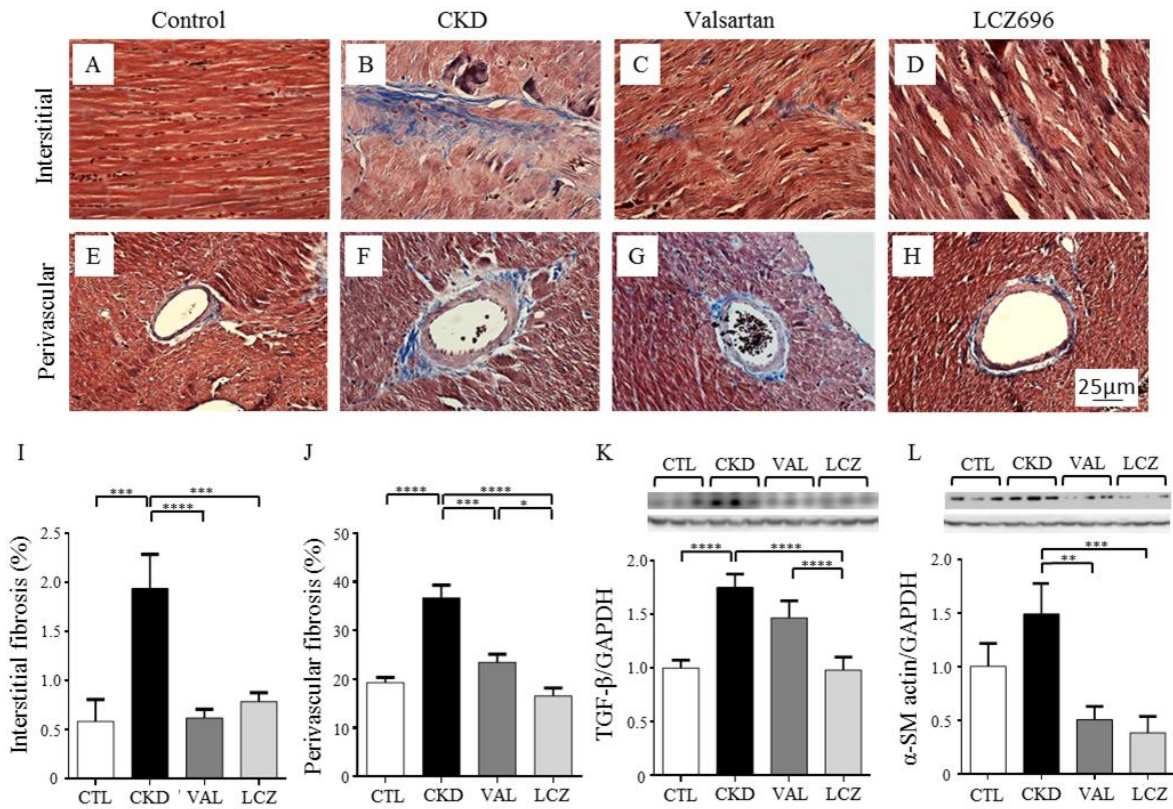 Control CKD Valsartan LCZ696
Interstitial
A B C D
Perivascular
E F G H
25μm
I
*** ***
****
Interstitial fibrosis (%)
2.5
2.0
1.5
1.0
0.5
0
CTL CKD VAL LCZ
J
**** ****
*** *
Perivascular fibrosis (%)
50
40
30
20
10
0
CTL CKD VAL LCZ
K
CTL CKD VAL LCZ
**** ****
****
TGF-β/GAPDH
2.0
1.5
1.0
0.5
0
CTL CKD VAL LCZ
L
CTL CKD VAL LCZ
***
**
α-SM actin/GAPDH
2.0
1.5
1.0
0.5
0
CTL CKD VAL LCZ